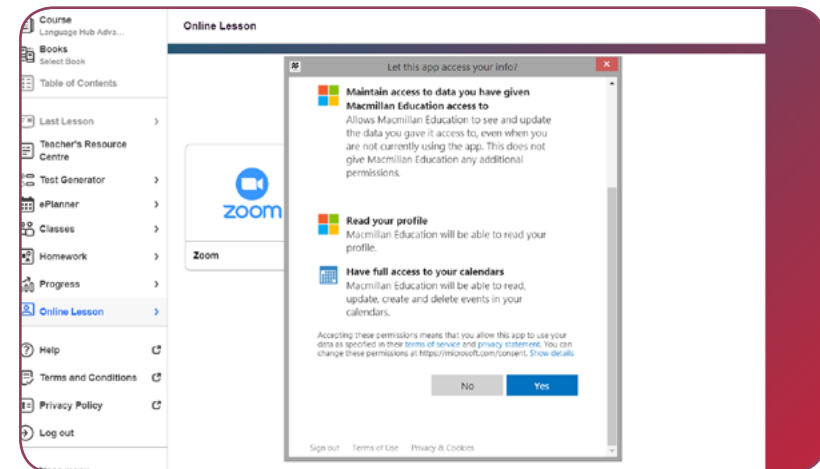 Course
Language Hub Adva...
Books
Select Book
Table of Contents
Last Lesson
Teacher's Resource
Centre
Test Generator
ePlanner
Classes
Homework
Progress
Online Lesson
Help
Terms and Conditions
Privacy Policy
Log out
Online Lesson
zoom
Zoom
Let this app access your info?
Maintain access to data you have given
Macmillan Education access to
Allows Macmillan Education to see and update
the data you gave it access to, even when you
are not currently using the app. This does not
give Macmillan Education any additional
permissions.
Read your profile
Macmillan Education will be able to read your
profile.
Have full access to your calendars
Macmillan Education will be able to read,
update, create and delete events in your
calendars.
Accepting these permissions means that you allow this app to use your
data as specified in their terms of service and privacy statement. You can
change these permissions at https://microsoft.com/consent. Show details
No
Yes
Sign out Terms of Use Privacy & Cookies